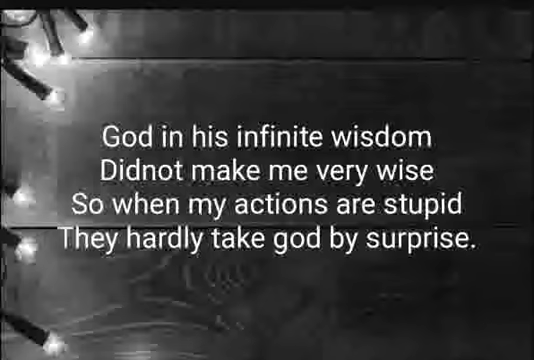 God in his infinite wisdom
Didnot make me very wise
So when my actions are stupid
They hardly take god by surprise.